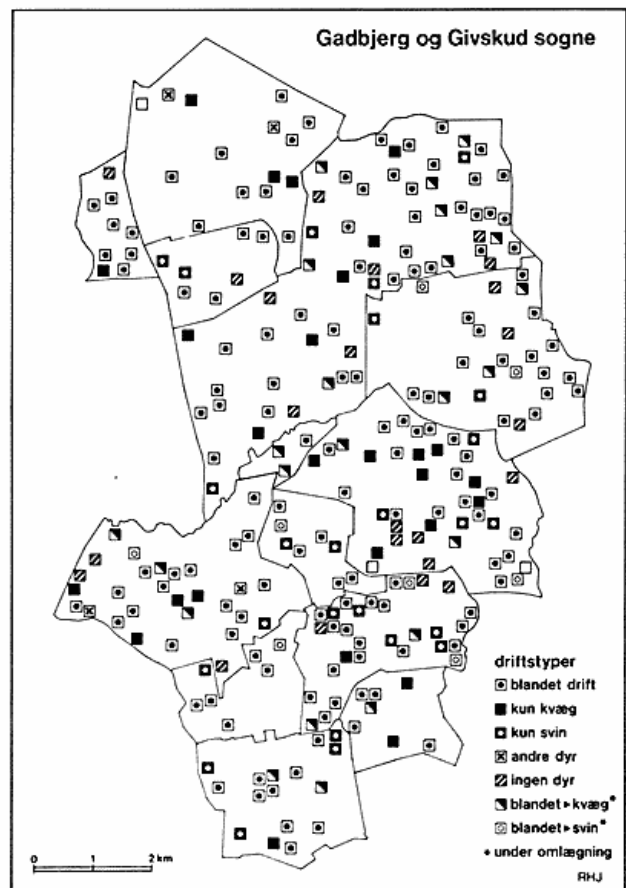 Gadbjerg og Givskud sogne
driftstyper
blandet drift
kun kvæg
kun svin
andre dyr
ingen dyr
blandet▸kvæg*
blandet▸svin*
* under omlægning
0 1 2 km
RHJ